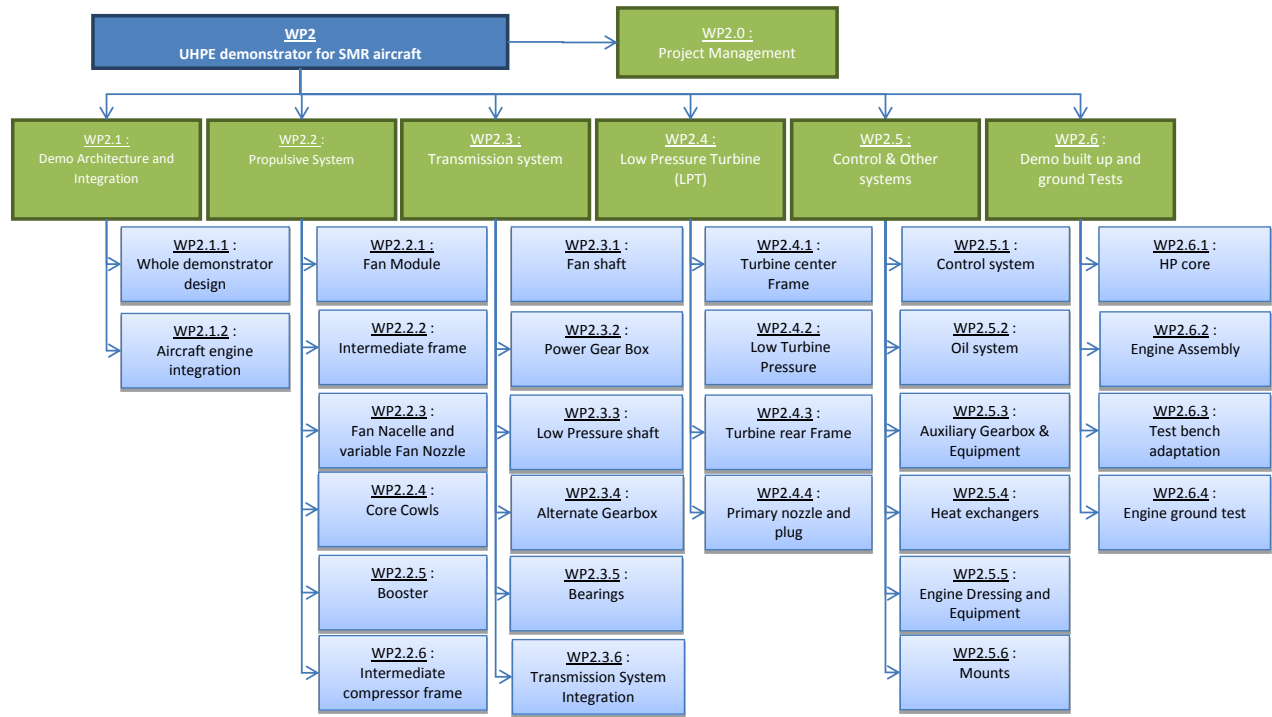 WP2
UHPE demonstrator for SMR aircraft
WP2.0 :
Project Management
WP2.1 :
Demo Architecture and
Integration
WP2.2 :
Propulsive System
WP2.3 :
Transmission system
WP2.4 :
Low Pressure Turbine
(LPT)
WP2.5 :
Control & Other
systems
WP2.6 :
Demo built up and
ground Tests
WP2.1.1 :
Whole demonstrator
design
WP2.1.2 :
Aircraft engine
integration
WP2.2.1 :
Fan Module
WP2.2.2 :
Intermediate frame
WP2.2.3 :
Fan Nacelle and
variable Fan Nozzle
WP2.2.4 :
Core Cowls
WP2.2.5 :
Booster
WP2.2.6 :
Intermediate
compressor frame
WP2.3.1 :
Fan shaft
WP2.3.2 :
Power Gear Box
WP2.3.3 :
Low Pressure shaft
WP2.3.4 :
Alternate Gearbox
WP2.3.5 :
Bearings
WP2.3.6 :
Transmission System
Integration
WP2.4.1 :
Turbine center
Frame
WP2.4.2 :
Low Turbine
Pressure
WP2.4.3 :
Turbine rear Frame
WP2.4.4 :
Primary nozzle and
plug
WP2.5.1 :
Control system
WP2.5.2 :
Oil system
WP2.5.3 :
Auxiliary Gearbox &
Equipment
WP2.5.4 :
Heat exchangers
WP2.5.5 :
Engine Dressing and
Equipment
WP2.5.6 :
Mounts
WP2.6.1 :
HP core
WP2.6.2 :
Engine Assembly
WP2.6.3 :
Test bench
adaptation
WP2.6.4 :
Engine ground test